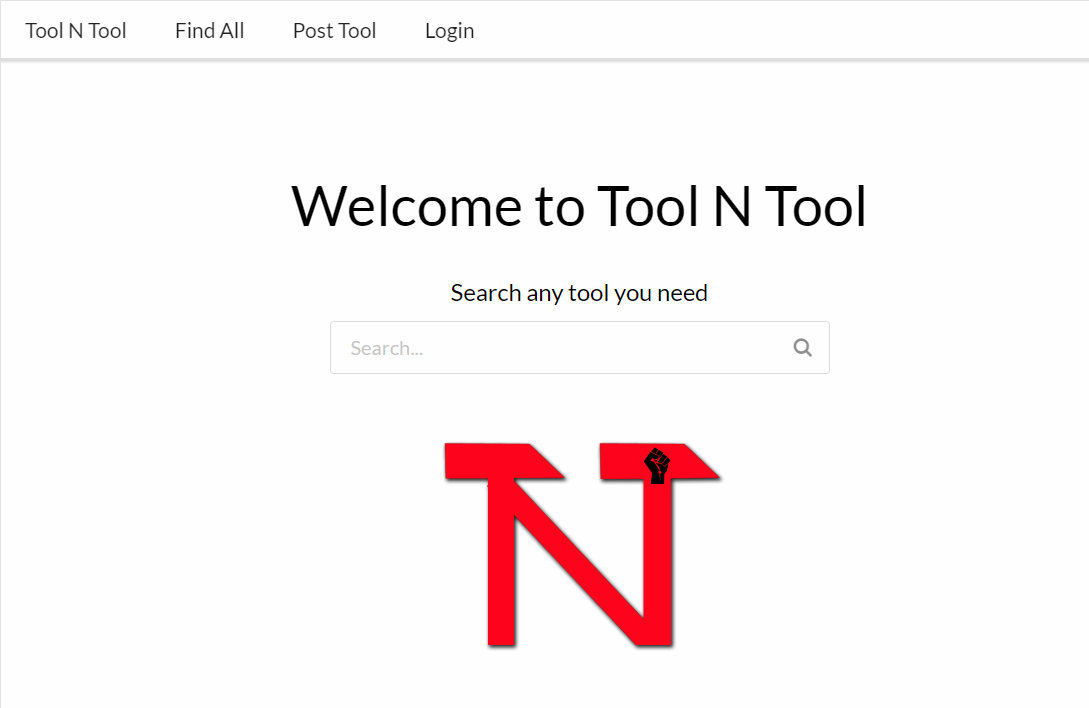 Tool N Tool Find All Post Tool Login
Welcome to Tool N Tool
Search any tool you need
Search...
N